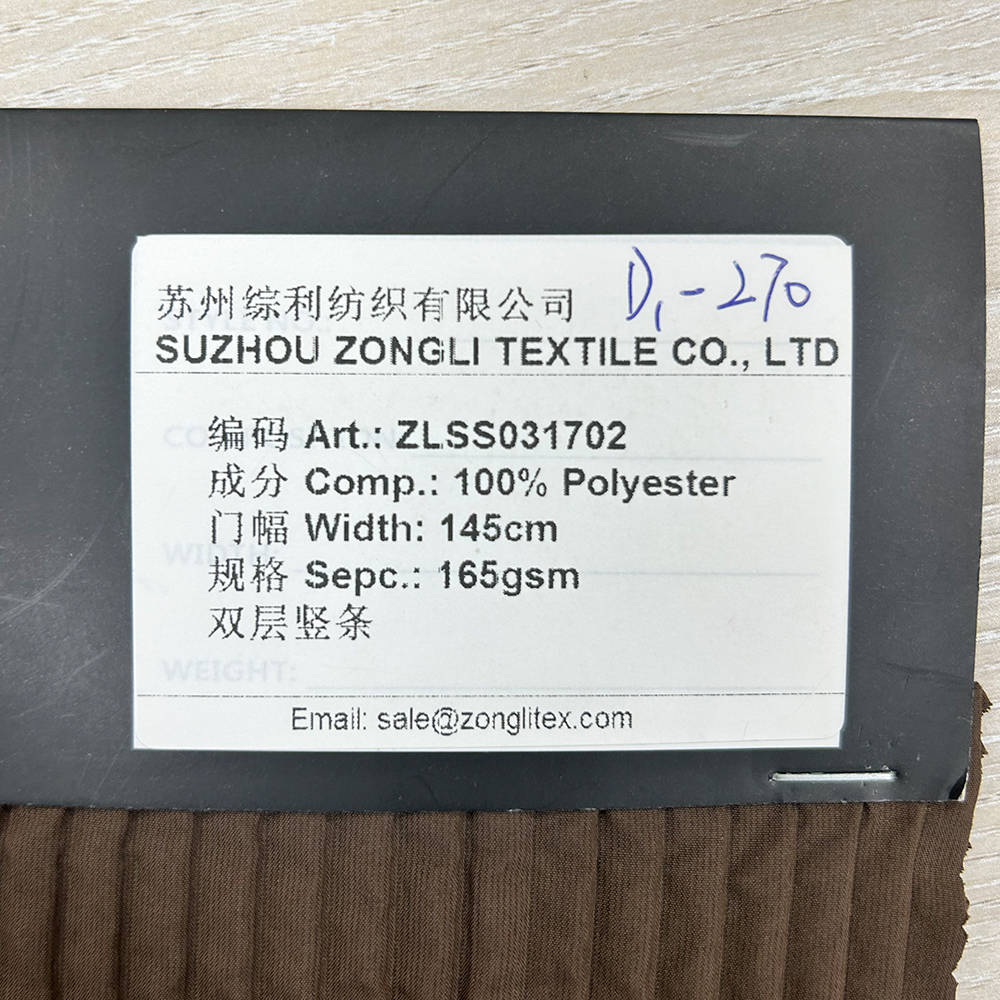 苏州综利纺织有限公司 D1-270
SUZHOU ZONGLI TEXTILE CO., LTD
编码 Art.: ZLSS031702
成分 Comp.: 100% Polyester
门幅 Width: 145cm
规格 Sepc.: 165gsm
双层竖条
WEIGHT:
Email: sale@zonglitex.com